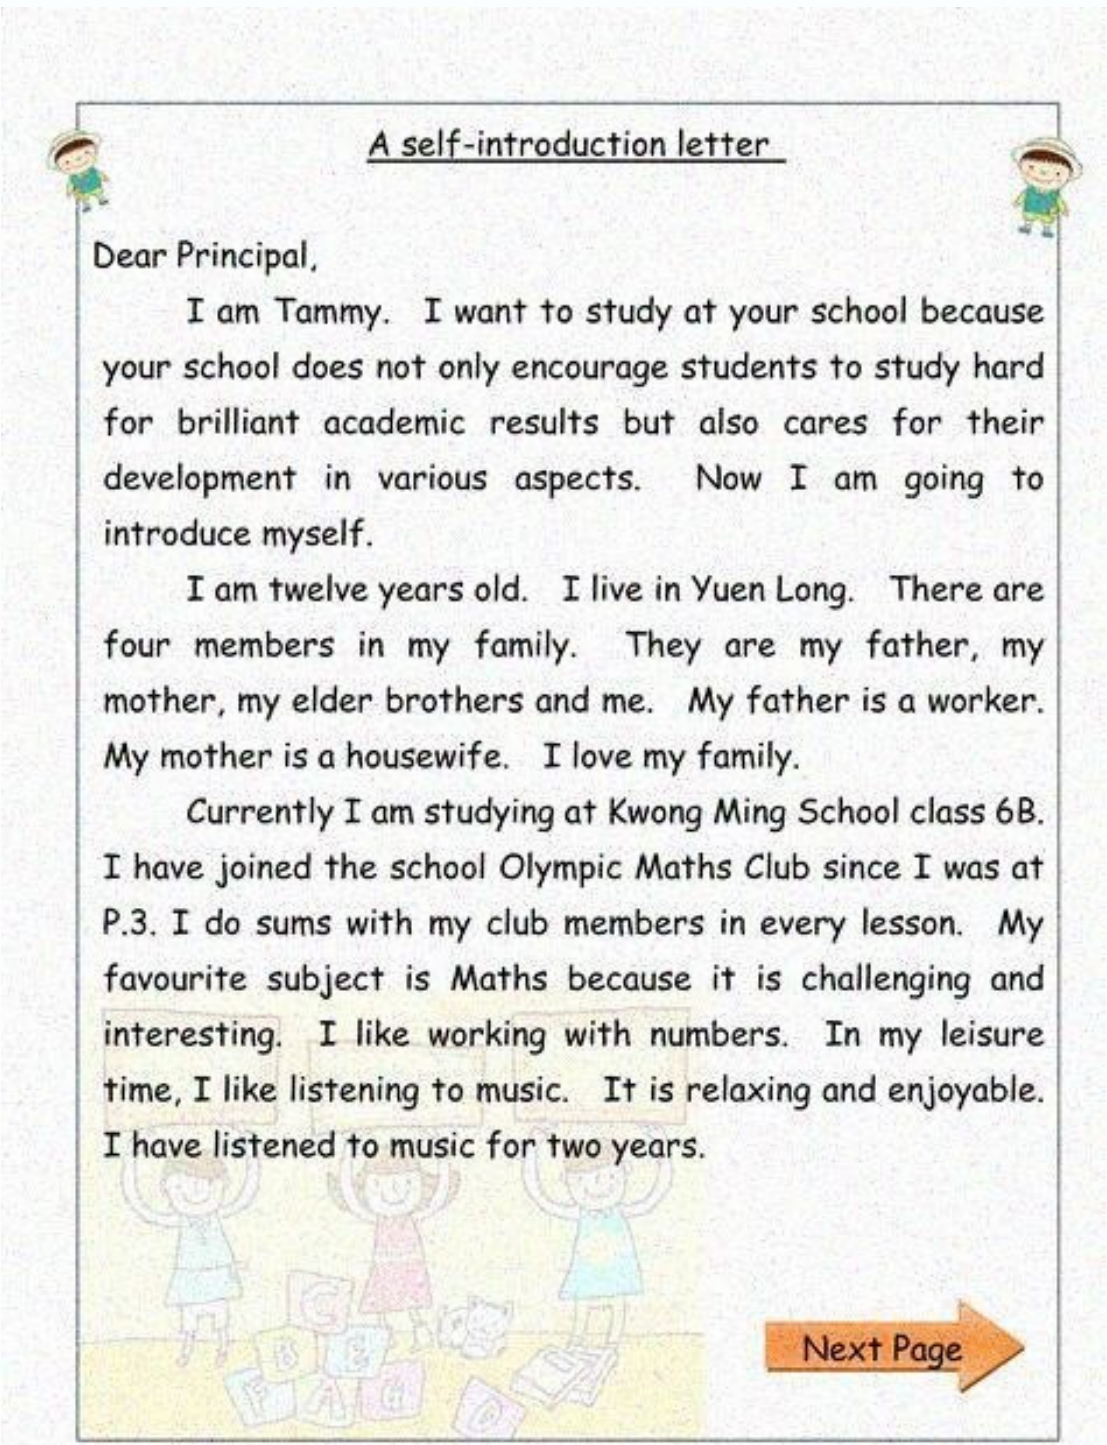 A self-introduction letter
Dear Principal,
I am Tammy. I want to study at your school because
your school does not only encourage students to study hard
for brilliant academic results but also cares for their
development in various aspects. Now I am going to
introduce myself.
I am twelve years old. I live in Yuen Long. There are
four members in my family. They are my father, my
mother, my elder brothers and me. My father is a worker.
My mother is a housewife. I love my family.
Currently I am studying at Kwong Ming School class 6B.
I have joined the school Olympic Maths Club since I was at
P.3. I do sums with my club members in every lesson. My
favourite subject is Maths because it is challenging and
interesting. I like working with numbers. In my leisure
time, I like listening to music. It is relaxing and enjoyable.
I have listened to music for two years.
C
B E
F A G
Next Page